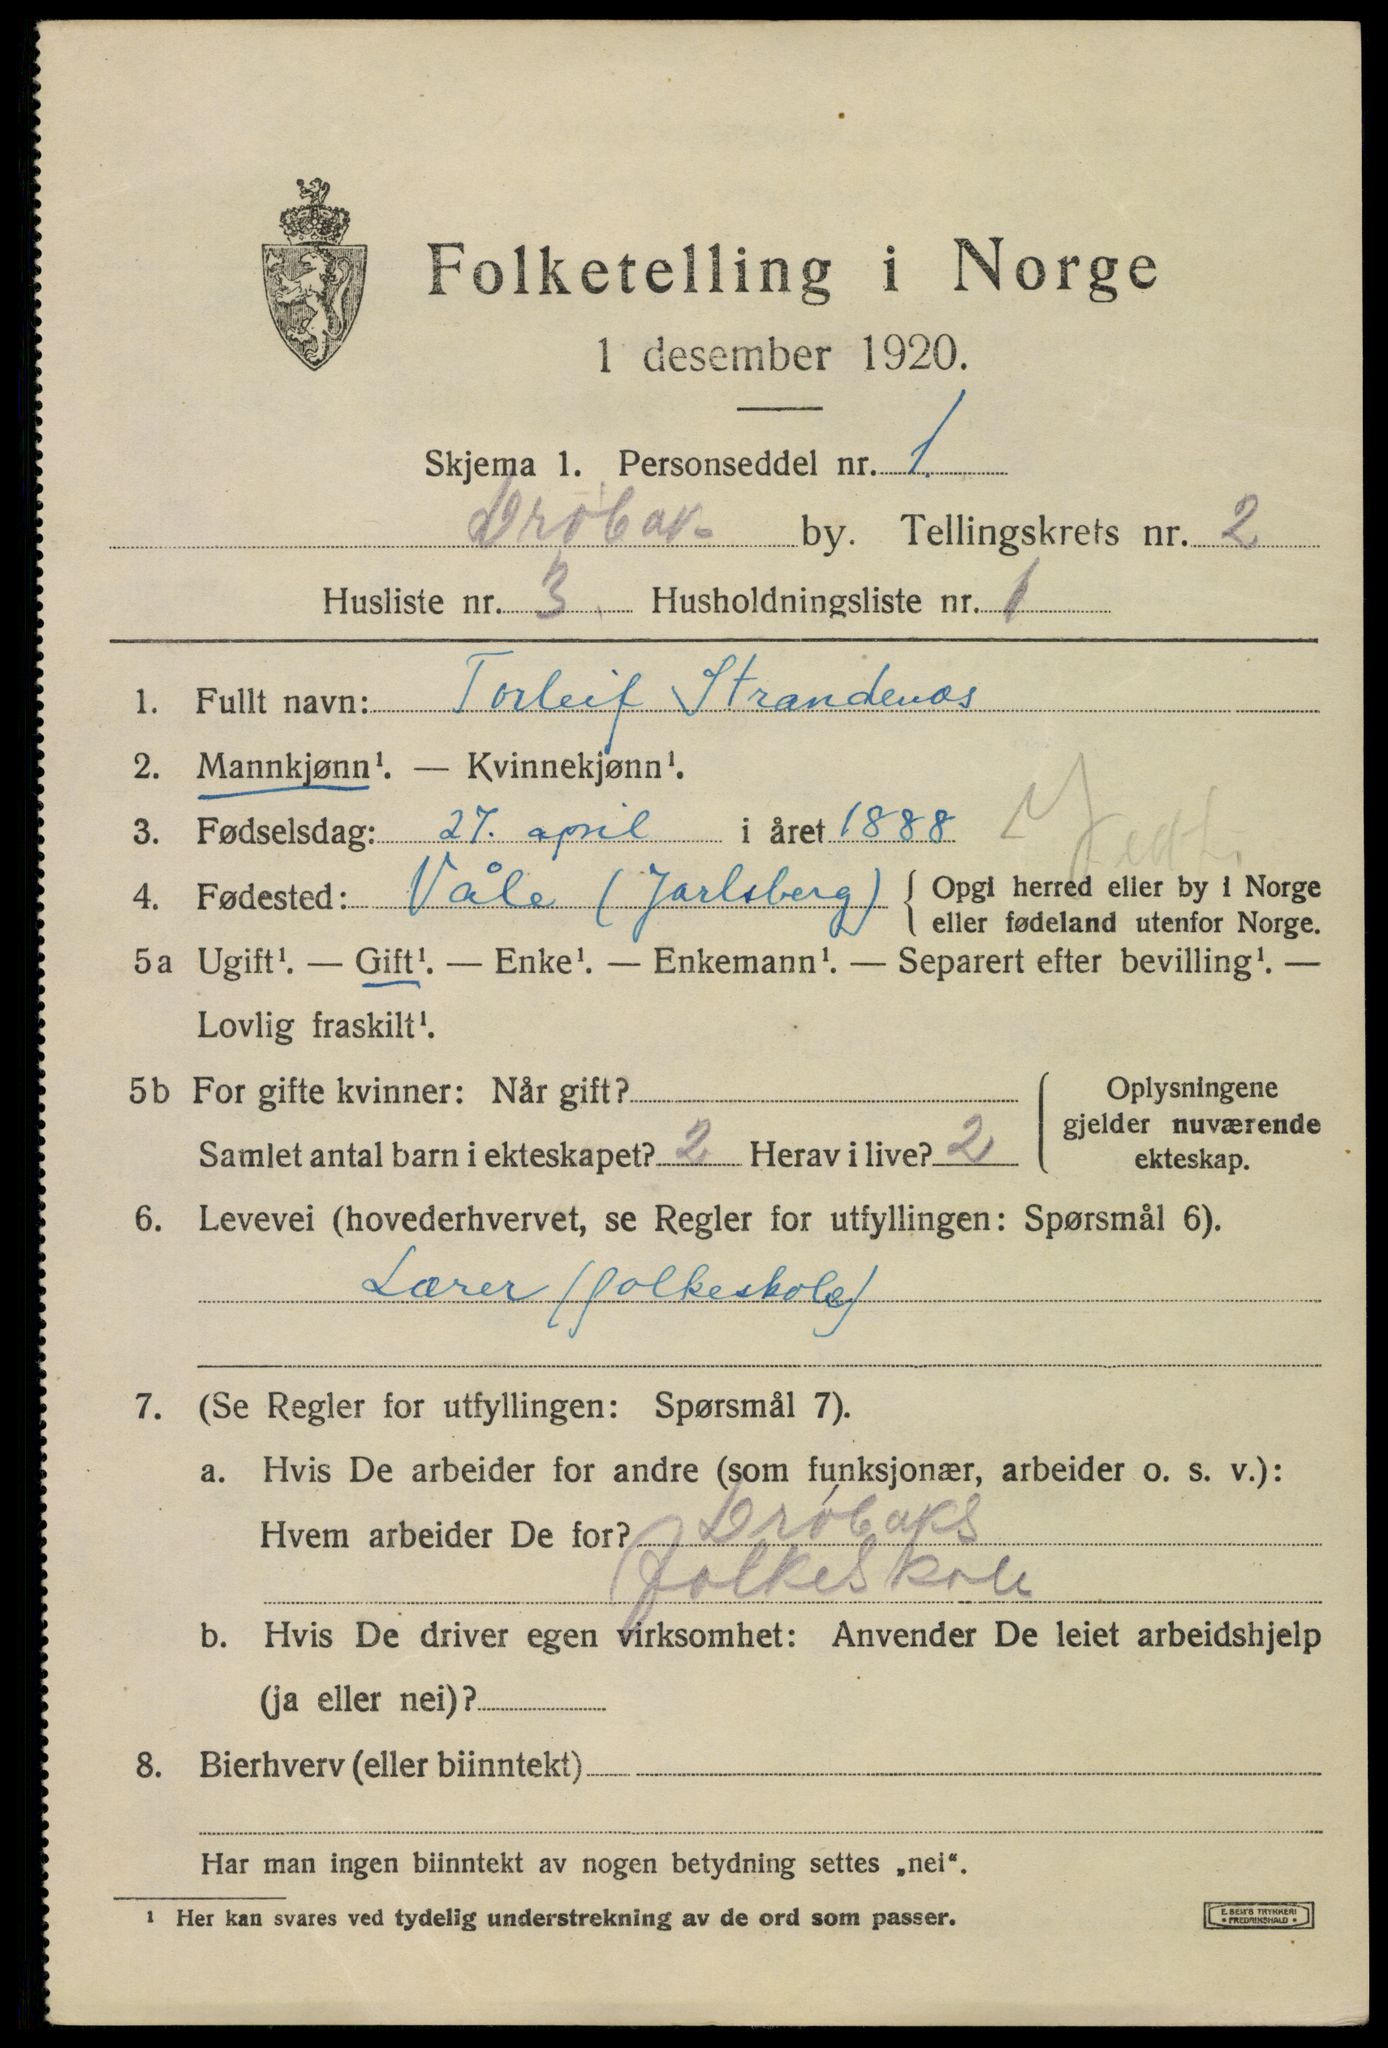 Folketelling i Norge
1 desember 1920.
Skjema 1. Personseddel nr. 1.
Drøbak by. Tellingskrets nr. 2
Husliste nr. 3. Husholdningsliste nr. 1
1. Fullt navn: Torleif Strandenæs
2. Mannkjønn¹. — Kvinnekjønn¹.
3. Fødselsdag: 27. april i året 1888
4. Fødested: Våle (Jarlsberg) { Opgi herred eller by i Norge
eller fødeland utenfor Norge.
5a Ugift¹. — Gift¹. — Enke¹. — Enkemann¹. — Separert efter bevilling¹. —
Lovlig fraskilt¹.
5b For gifte kvinner: Når gift?
Samlet antal barn i ekteskapet? 2 Herav i live? 2
Oplysningene
gjelder nuværende
ekteskap.
6. Levevei (hovederhvervet, se Regler for utfyllingen: Spørsmål 6).
Lærer (folkeskole)
7. (Se Regler for utfyllingen: Spørsmål 7).
a. Hvis De arbeider for andre (som funksjonær, arbeider o. s. v.):
Hvem arbeider De for? Drøbaks
folkeskole
b. Hvis De driver egen virksomhet: Anvender De leiet arbeidshjelp
(ja eller nei)?
8. Bierhverv (eller biinntekt)
Har man ingen biinntekt av nogen betydning settes „nei“.
¹ Her kan svares ved tydelig understrekning av de ord som passer.
E. SEM'S TRYKKERI
• FREDRIKSHALD •